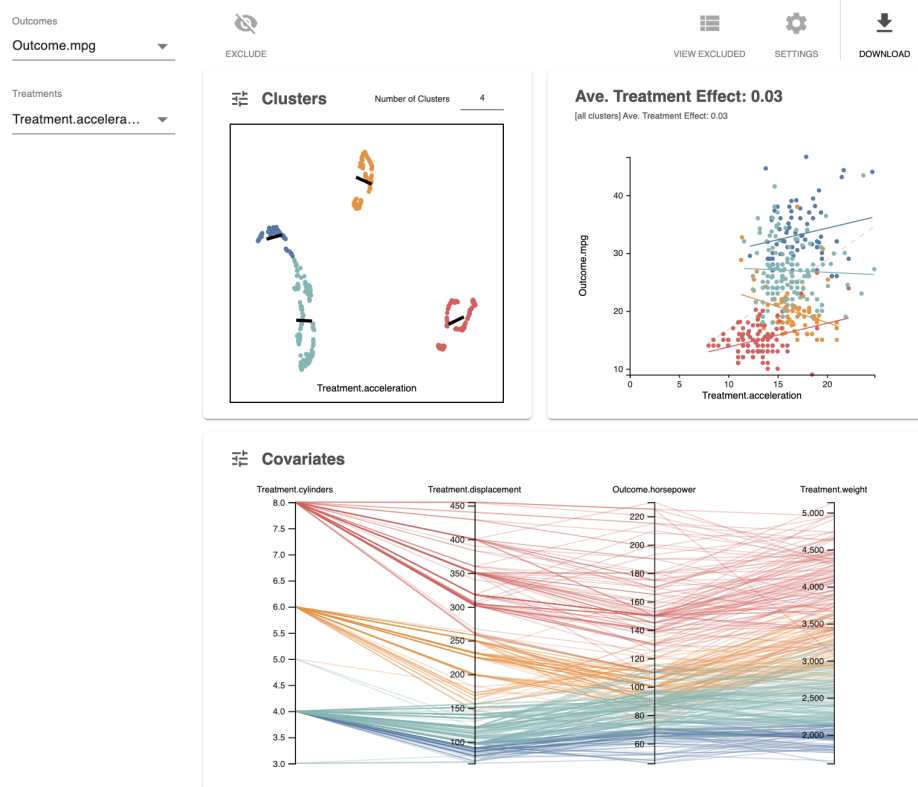 Outcomes
Outcome.mpg
Treatments
Treatment.accelera...
EXCLUDE
VIEW EXCLUDED
SETTINGS
DOWNLOAD
Clusters
Number of Clusters
4
Treatment.acceleration
Ave. Treatment Effect: 0.03
[all clusters] Ave. Treatment Effect: 0.03
Outcome.mpg
40
30
20
10
0
5
10
15
20
Treatment.acceleration
Covariates
Treatment.cylinders
8.0
7.5
7.0
6.5
6.0
5.5
5.0
4.5
4.0
3.5
3.0
Treatment.displacement
450
400
350
300
250
200
150
100
Outcome.horsepower
220
200
180
160
140
120
100
80
60
Treatment.weight
5,000
4,500
4,000
3,500
3,000
2,500
2,000